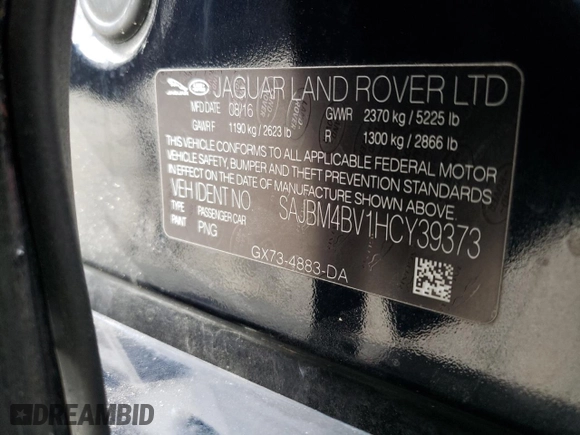 JAGUAR LAND ROVER LTD
MFD DATE 08/16 GWR 2370 kg / 5225 lb
GAWR F 1190 kg / 2623 lb R 1300 kg / 2866 lb
THIS VEHICLE CONFORMS TO ALL APPLICABLE FEDERAL MOTOR
VEHICLE SAFETY, BUMPER AND THEFT PREVENTION STANDARDS
IN EFFECT ON THE DATE OF MANUFACTURE SHOWN ABOVE.
VEH IDENT NO SAJBM4BV1HCY39373
TYPE PASSENGER CAR
PAINT PNG
GX73-4883-DA
DREAMBID